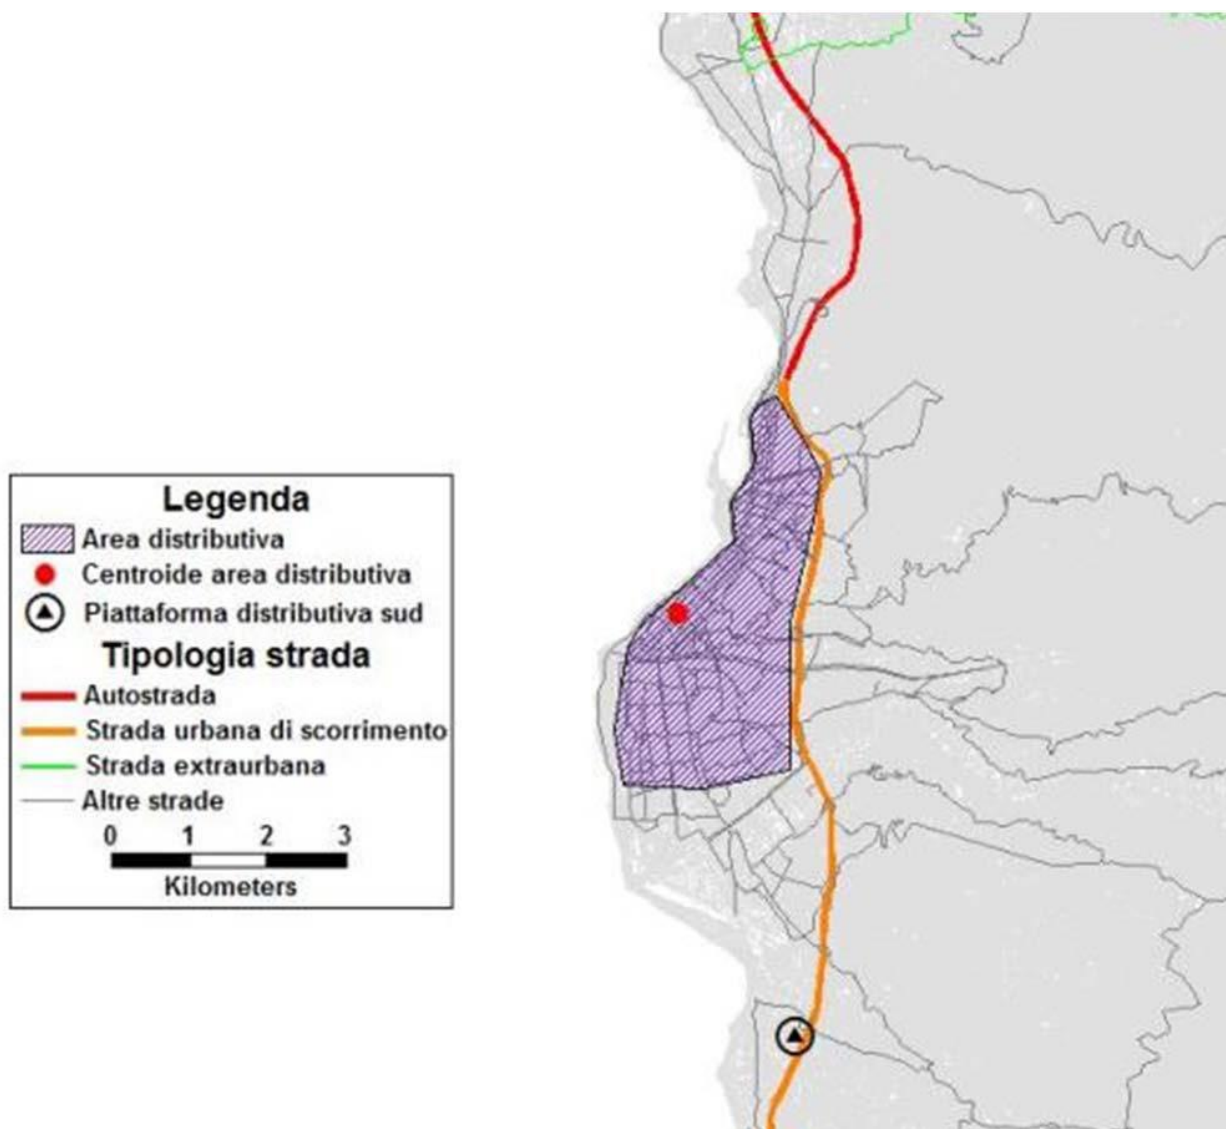 Legenda
Area distributiva
Centroide area distributiva
Piattaforma distributiva sud
Tipologia strada
Autostrada
Strada urbana di scorrimento
Strada extraurbana
Altre strade
0 1 2 3
Kilometers